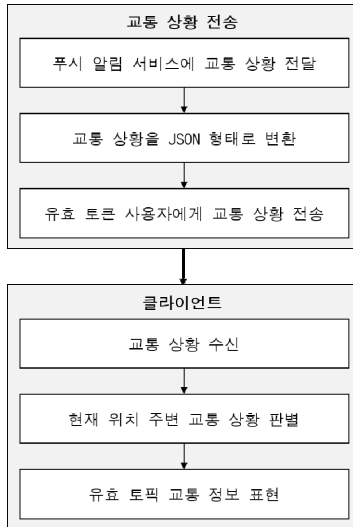 교통 상황 전송
푸시 알림 서비스에 교통 상황 전달
교통 상황을 JSON 형태로 변환
유효 토큰 사용자에게 교통 상황 전송
클라이언트
교통 상황 수신
현재 위치 주변 교통 상황 판별
유효 토픽 교통 정보 표현